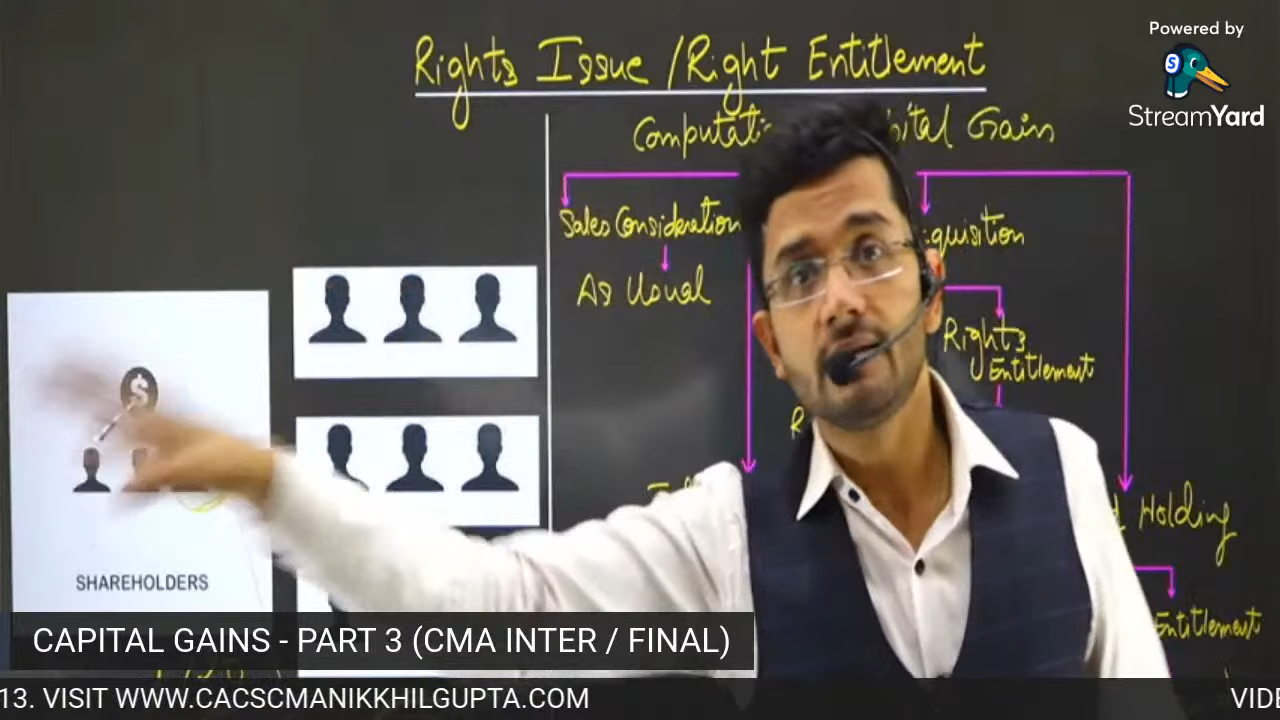 Powered by
StreamYard
Rights Issue / Right Entitlement
Sales Consideration
As Usual
Gains
Rights
Entitlement
Holding
Entitlement
SHAREHOLDERS
CAPITAL GAINS - PART 3 (CMA INTER / FINAL)
13. VISIT WWW.CACSCMANIKKHILGUPTA.COM